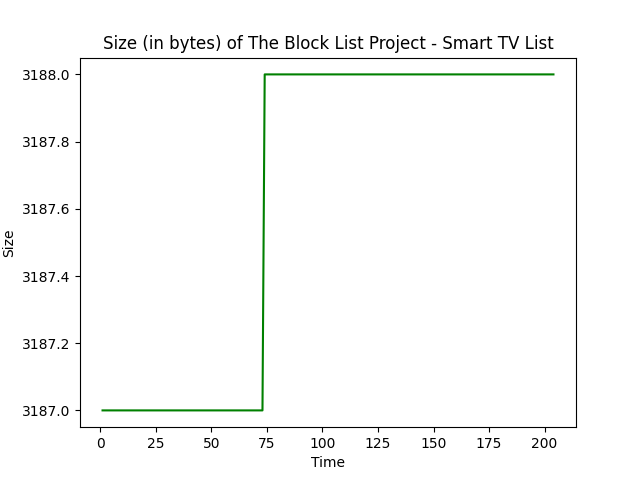 Size (in bytes) of The Block List Project - Smart TV List
3188.0
3187.8
3187.6
3187.4
3187.2
3187.0
Size
0 25 50 75 100 125 150 175 200
Time